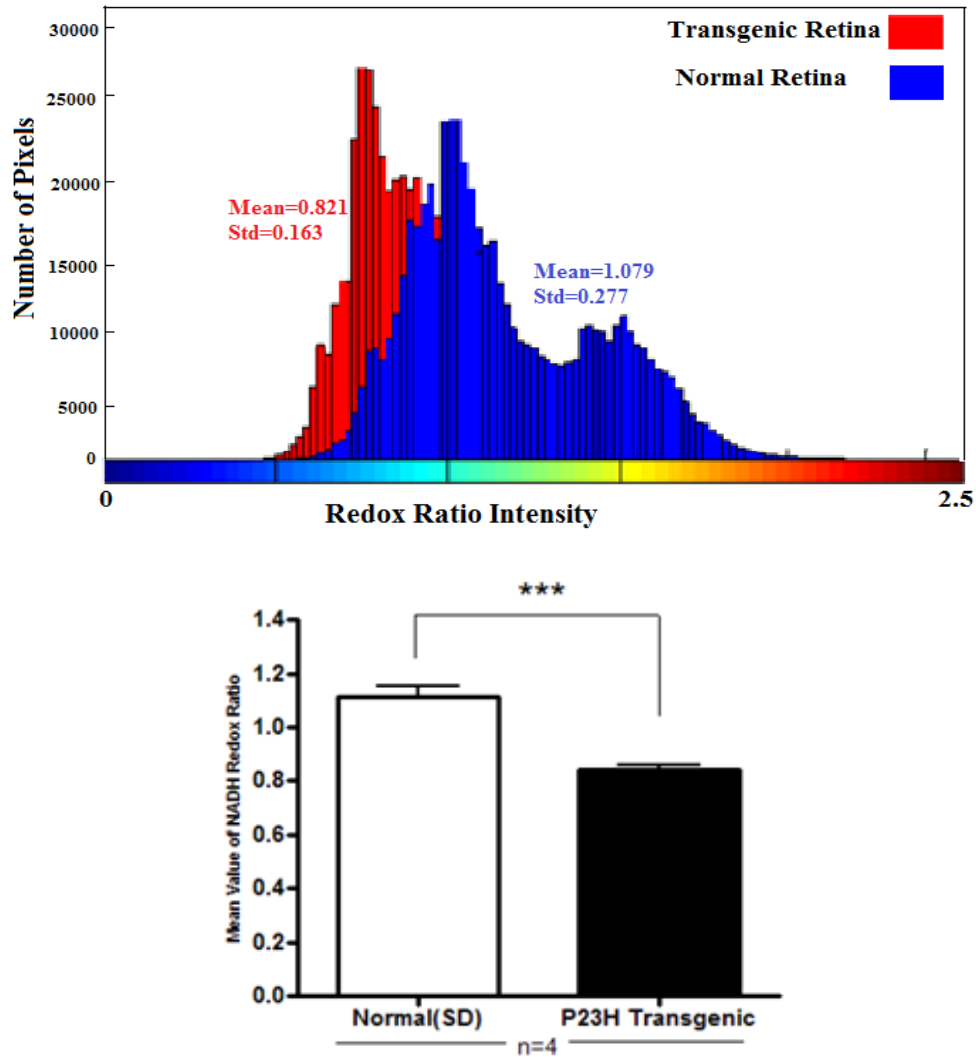 30000
25000
20000
15000
10000
5000
0
Number of Pixels
Transgenic Retina
Normal Retina
Mean=0.821
Std=0.163
Mean=1.079
Std=0.277
0
2.5
Redox Ratio Intensity
***
1.4
1.2
1.0
0.8
0.6
0.4
0.2
0.0
Mean Value of NADH Redox Ratio
Normal(SD)
P23H Transgenic
n=4